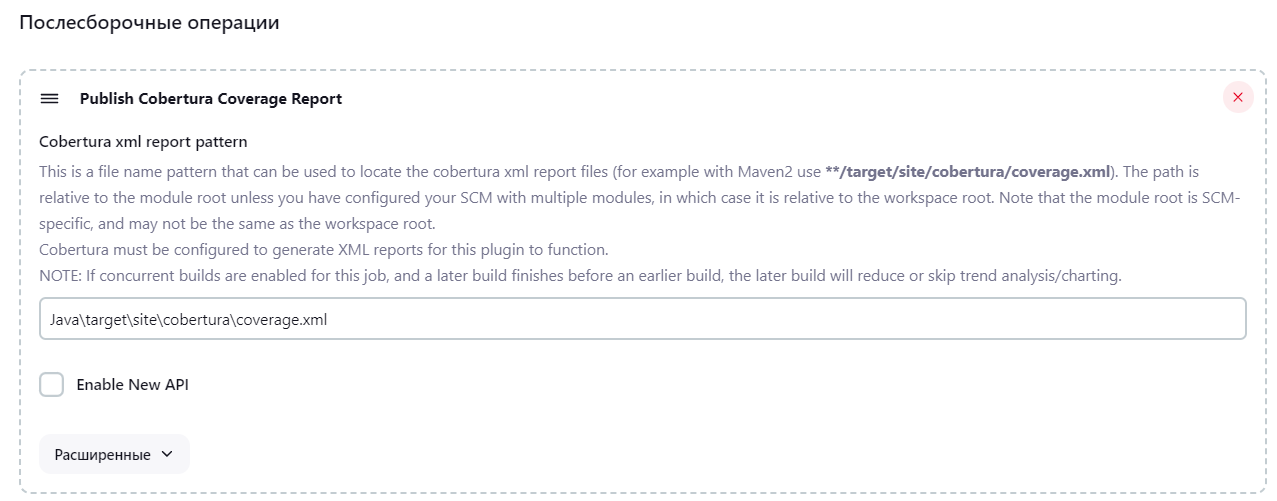 Послесборочные операции
Publish Cobertura Coverage Report
Cobertura xml report pattern
This is a file name pattern that can be used to locate the cobertura xml report files (for example with Maven2 use **/target/site/cobertura/coverage.xml). The path is
relative to the module root unless you have configured your SCM with multiple modules, in which case it is relative to the workspace root. Note that the module root is SCM-
specific, and may not be the same as the workspace root.
Cobertura must be configured to generate XML reports for this plugin to function.
NOTE: If concurrent builds are enabled for this job, and a later build finishes before an earlier build, the later build will reduce or skip trend analysis/charting.
Java\target\site\cobertura\coverage.xml
Enable New API
Расширенные